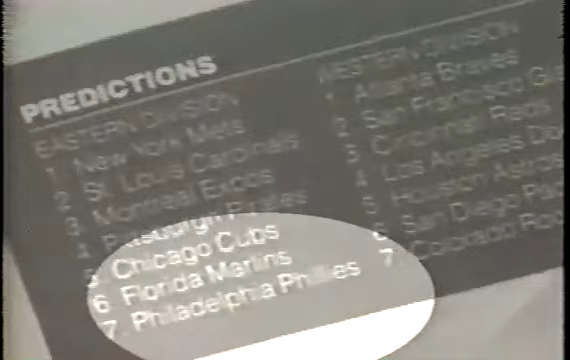 PREDICTIONS
EASTERN DIVISION
1 New York Mets
2 St. Louis Cardinals
3 Montreal Expos
4 Pittsburgh Pirates
5 Chicago Cubs
6 Florida Marlins
7 Philadelphia Phillies
WESTERN DIVISION
1 Atlanta Braves
2 San Francisco
3 Cincinnati Reds
4 Los Angeles
5 Houston Astros
6 San Diego
7 Colorado